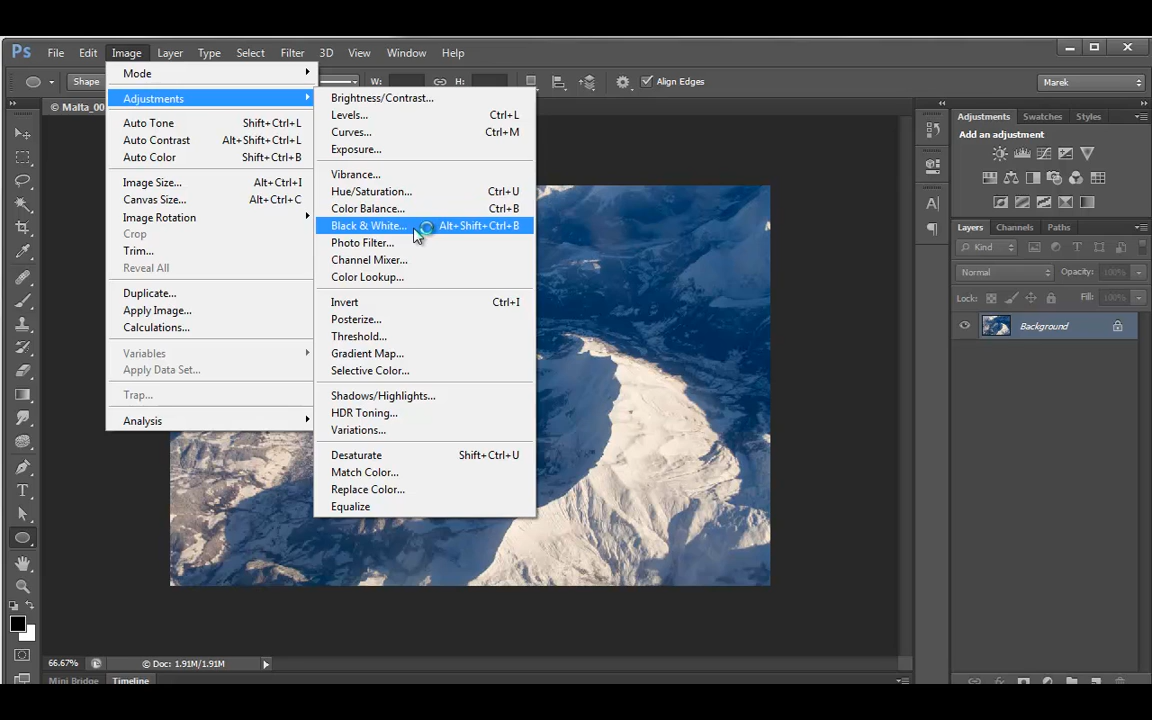 Ps File Edit Image Layer Type Select Filter 3D View Window Help
Shape W: H: Align Edges Marek
© Malta_00
Mode
Adjustments
Auto Tone Shift+Ctrl+L
Auto Contrast Alt+Shift+Ctrl+L
Auto Color Shift+Ctrl+B
Image Size... Alt+Ctrl+I
Canvas Size... Alt+Ctrl+C
Image Rotation
Crop
Trim...
Reveal All
Duplicate...
Apply Image...
Calculations...
Variables
Apply Data Set...
Trap...
Analysis
Brightness/Contrast...
Levels... Ctrl+L
Curves... Ctrl+M
Exposure...
Vibrance...
Hue/Saturation... Ctrl+U
Color Balance... Ctrl+B
Black & White... Alt+Shift+Ctrl+B
Photo Filter...
Channel Mixer...
Color Lookup...
Invert Ctrl+I
Posterize...
Threshold...
Gradient Map...
Selective Color...
Shadows/Highlights...
HDR Toning...
Variations...
Desaturate Shift+Ctrl+U
Match Color...
Replace Color...
Equalize
Adjustments Swatches Styles
Add an adjustment
Layers Channels Paths
Kind
Normal Opacity: 100%
Lock: Fill: 100%
Background
66.67% © Doc: 1.91M/1.91M
Mini Bridge Timeline